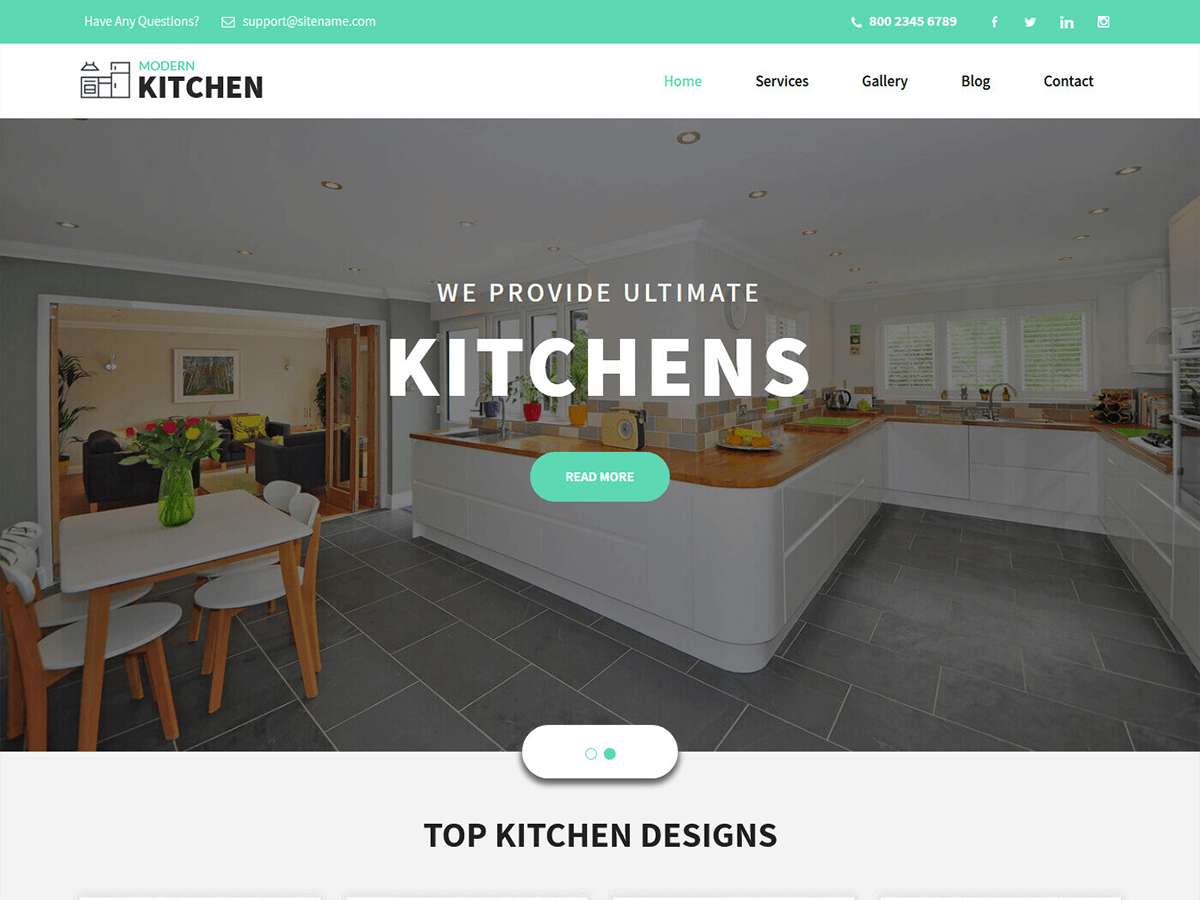 Have Any Questions? support@sitename.com 800 2345 6789
MODERN
KITCHEN
Home Services Gallery Blog Contact
WE PROVIDE ULTIMATE
KITCHENS
READ MORE
TOP KITCHEN DESIGNS